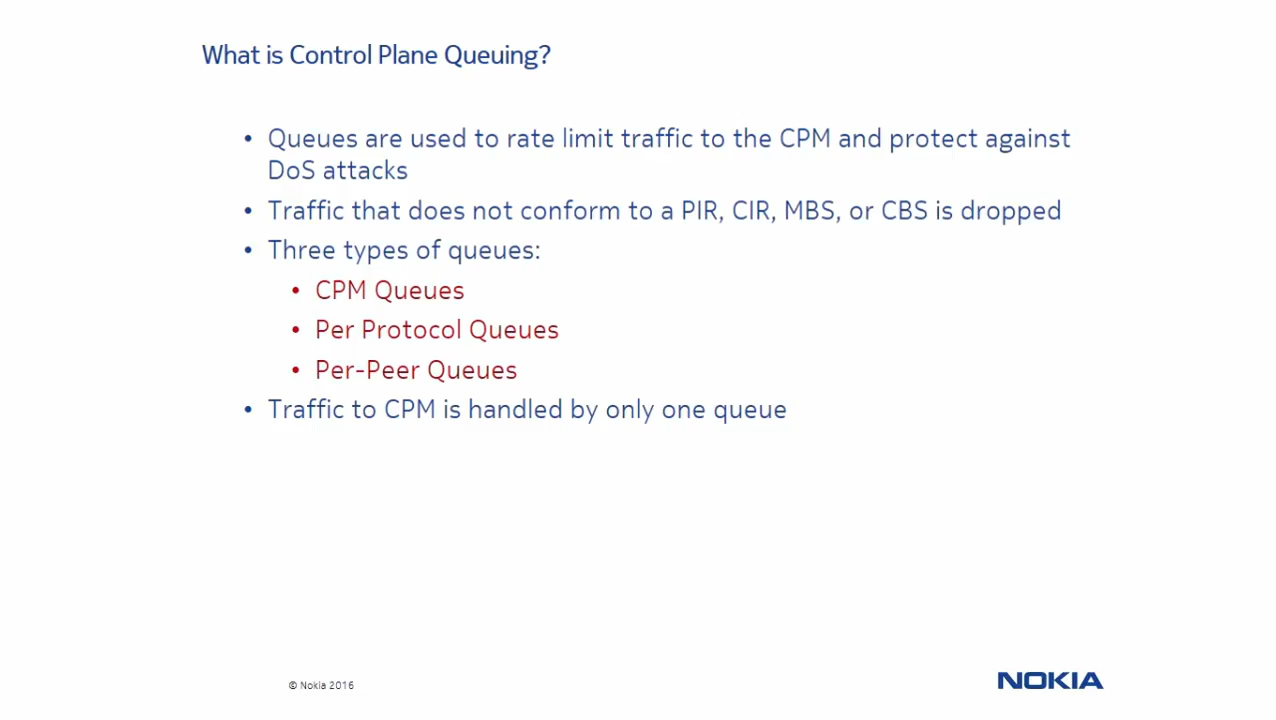 What is Control Plane Queuing?
• Queues are used to rate limit traffic to the CPM and protect against
DoS attacks
• Traffic that does not conform to a PIR, CIR, MBS, or CBS is dropped
• Three types of queues:
• CPM Queues
• Per Protocol Queues
• Per-Peer Queues
• Traffic to CPM is handled by only one queue
© Nokia 2016
NOKIA